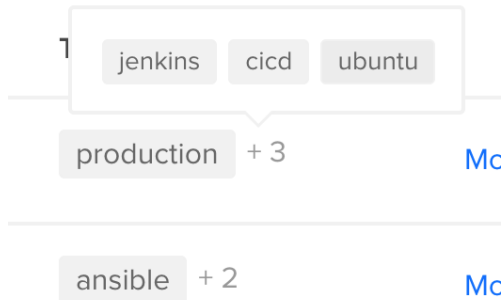 jenkins cicd ubuntu
production + 3
ansible + 2